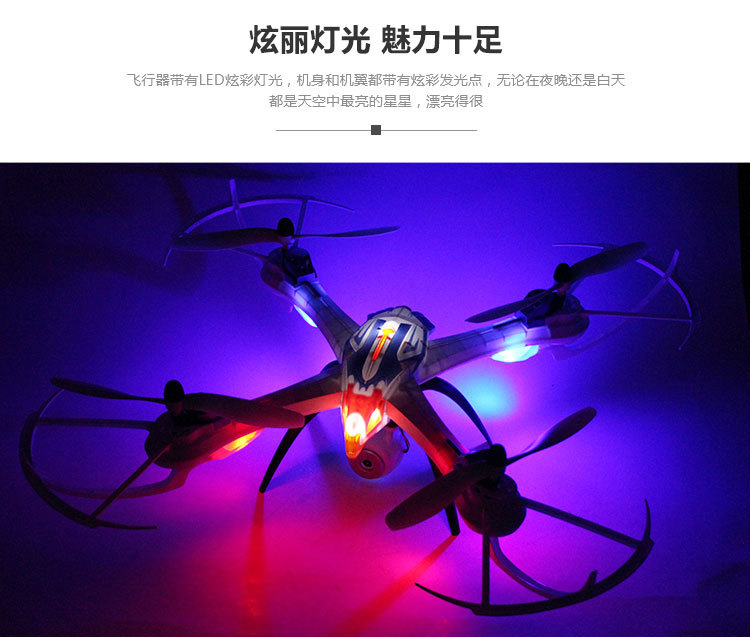 炫丽灯光 魅力十足
飞行器带有LED炫彩灯光，机身和机翼都带有炫彩发光点，无论在夜晚还是白天
都是天空中最亮的星星，漂亮得很